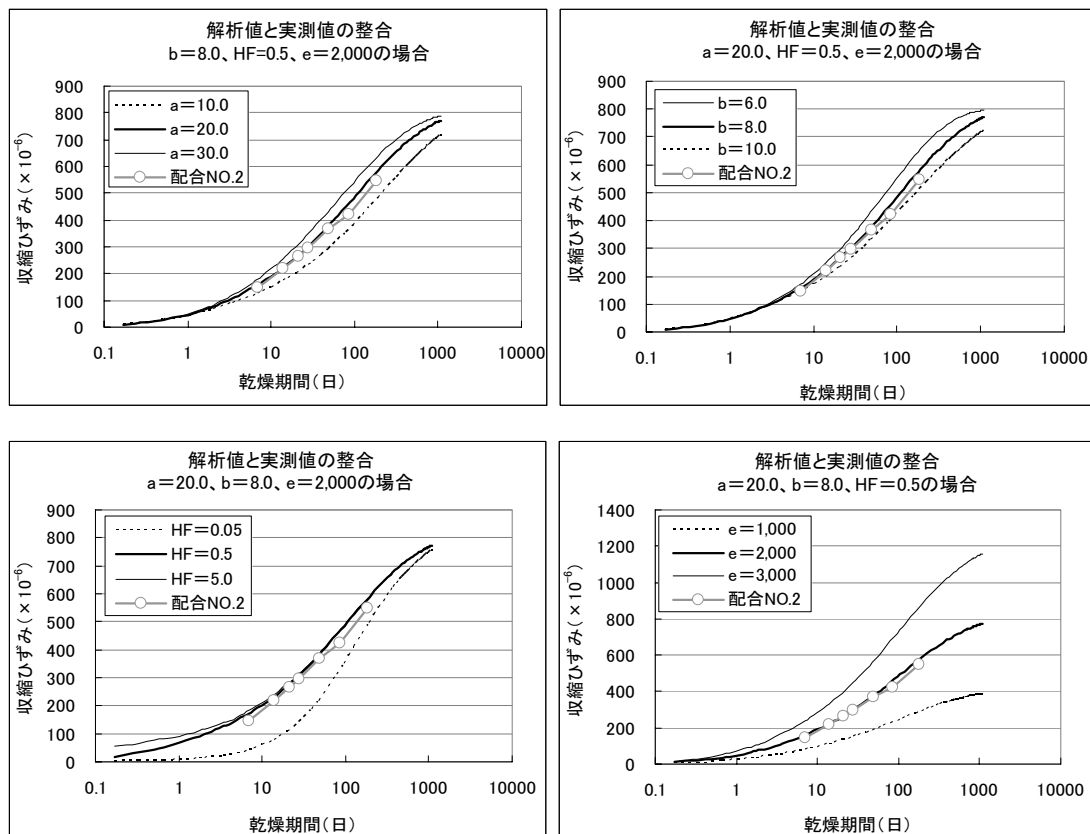 解析値と実測値の整合
b=8.0、HF=0.5、e=2,000の場合
収縮ひずみ(×10⁻⁶)
900
800
700
600
500
400
300
200
100
0
a=10.0
a=20.0
a=30.0
配合NO.2
0.1 1 10 100 1000 10000
乾燥期間(日)
解析値と実測値の整合
a=20.0、HF=0.5、e=2,000の場合
収縮ひずみ(×10⁻⁶)
900
800
700
600
500
400
300
200
100
0
b=6.0
b=8.0
b=10.0
配合NO.2
0.1 1 10 100 1000 10000
乾燥期間(日)
解析値と実測値の整合
a=20.0、b=8.0、e=2,000の場合
収縮ひずみ(×10⁻⁶)
900
800
700
600
500
400
300
200
100
0
HF=0.05
HF=0.5
HF=5.0
配合NO.2
0.1 1 10 100 1000 10000
乾燥期間(日)
解析値と実測値の整合
a=20.0、b=8.0、HF=0.5の場合
収縮ひずみ(×10⁻⁶)
1400
1200
1000
800
600
400
200
0
e=1,000
e=2,000
e=3,000
配合NO.2
0.1 1 10 100 1000 10000
乾燥期間(日)